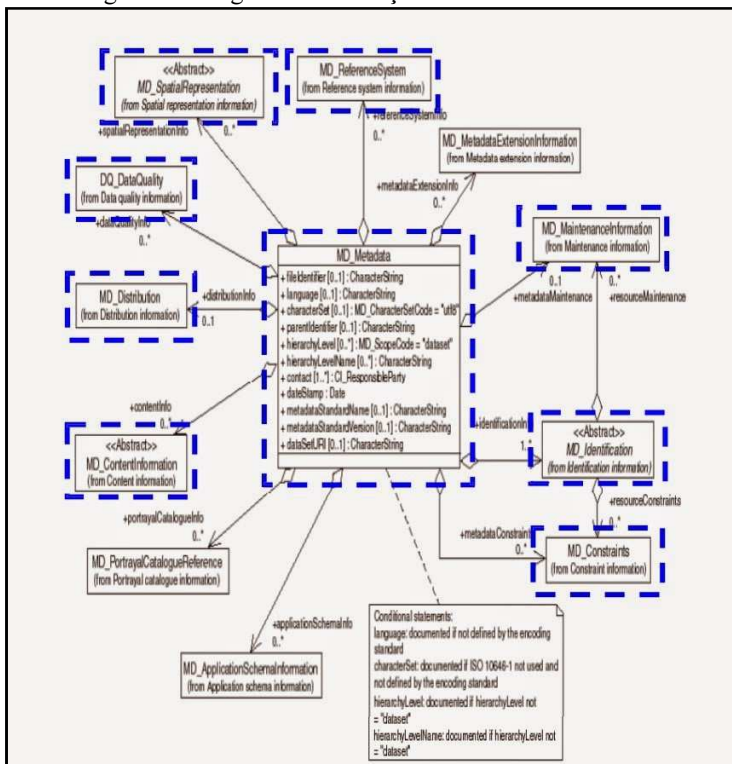 <<Abstract>>
MD_SpatialRepresentation
(from Spatial representation information)
+spatialRepresentationInfo
0..*
MD_ReferenceSystem
(from Reference system information)
+referenceSystemInfo
0..*
MD_MetadataExtensionInformation
(from Metadata extension information)
+metadataExtensionInfo
0..*
DQ_DataQuality
(from Data quality information)
+dataQualityInfo
0..*
MD_MaintenanceInformation
(from Maintenance information)
0..1
+metadataMaintenance
0..*
+resourceMaintenance
MD_Distribution
(from Distribution information)
+distributionInfo
0..1
MD_Metadata
+ fileIdentifier [0..1] : CharacterString
+ language [0..1] : CharacterString
+ characterSet [0..1] : MD_CharacterSetCode = "utf8"
+ parentIdentifier [0..1] : CharacterString
+ hierarchyLevel [0..*] : MD_ScopeCode = "dataset"
+ hierarchyLevelName [0..*] : CharacterString
+ contact [1..*] : CI_ResponsibleParty
+ dateStamp : Date
+ metadataStandardName [0..1] : CharacterString
+ metadataStandardVersion [0..1] : CharacterString
+ dataSetURI [0..1] : CharacterString
+contentInfo
0..*
<<Abstract>>
MD_ContentInformation
(from Content information)
+identificationIn
1..*
<<Abstract>>
MD_Identification
(from Identification information)
+resourceConstraints
0..*
+metadataConstraint
0..*
MD_Constraints
(from Constraint information)
+portrayalCatalogueInfo
0..*
MD_PortrayalCatalogueReference
(from Portrayal catalogue information)
+applicationSchemaInfo
0..*
MD_ApplicationSchemaInformation
(from Application schema information)
Conditional statements:
language: documented if not defined by the encoding
standard
characterSet: documented if ISO 10646-1 not used and
not defined by the encoding standard
hierarchyLevel: documented if hierarchyLevel not
= "dataset"
hierarchyLevelName: documented if hierarchyLevel not
= "dataset"